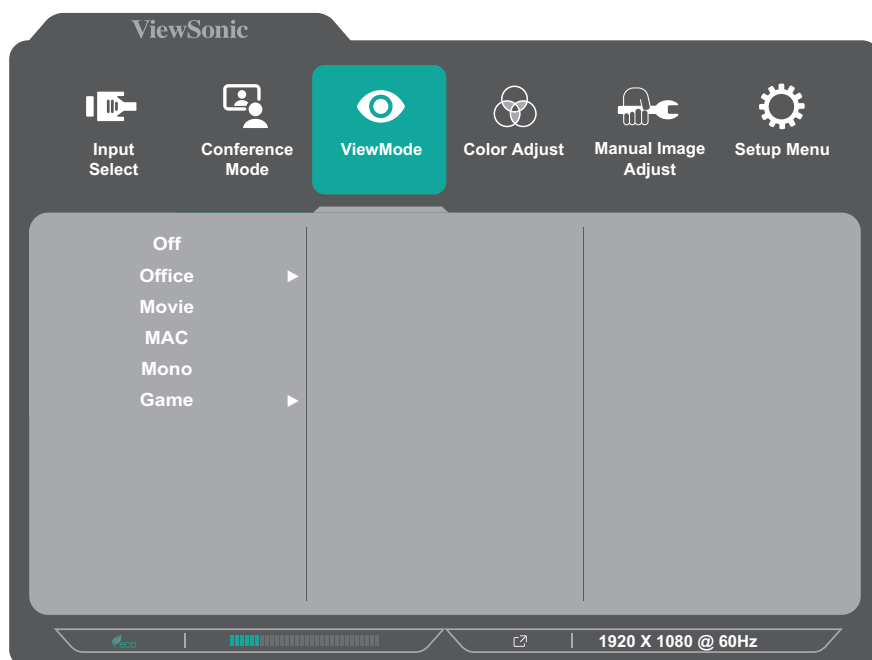 ViewSonic
Input Select
Conference Mode
ViewMode
Color Adjust
Manual Image Adjust
Setup Menu
Off
Office
Movie
MAC
Mono
Game
eco
1920 X 1080 @ 60Hz